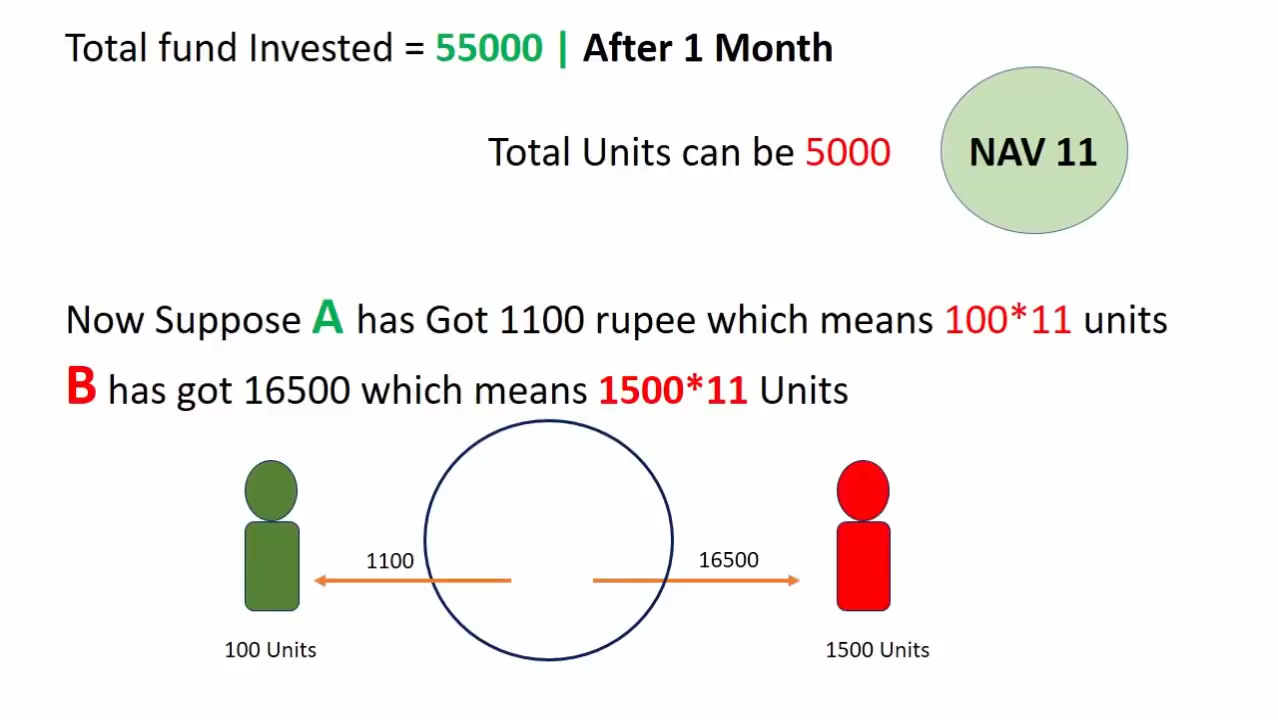 Total fund Invested = 55000 | After 1 Month
Total Units can be 5000
NAV 11
Now Suppose A has Got 1100 rupee which means 100*11 units
B has got 16500 which means 1500*11 Units
1100
16500
100 Units
1500 Units